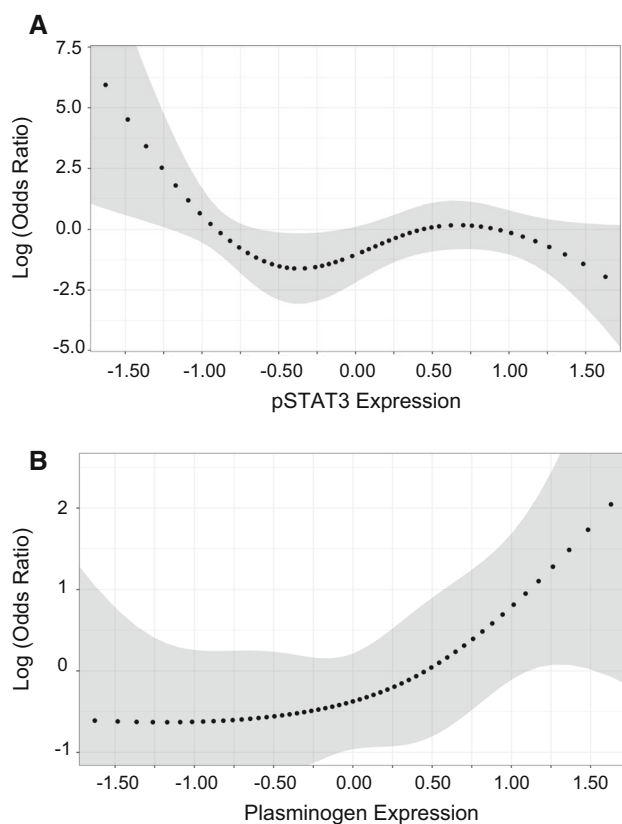 A
7.5
5.0
2.5
0.0
-2.5
-5.0
Log (Odds Ratio)
-1.50 -1.00 -0.50 0.00 0.50 1.00 1.50
pSTAT3 Expression
B
2
1
0
-1
Log (Odds Ratio)
-1.50 -1.00 -0.50 0.00 0.50 1.00 1.50
Plasminogen Expression